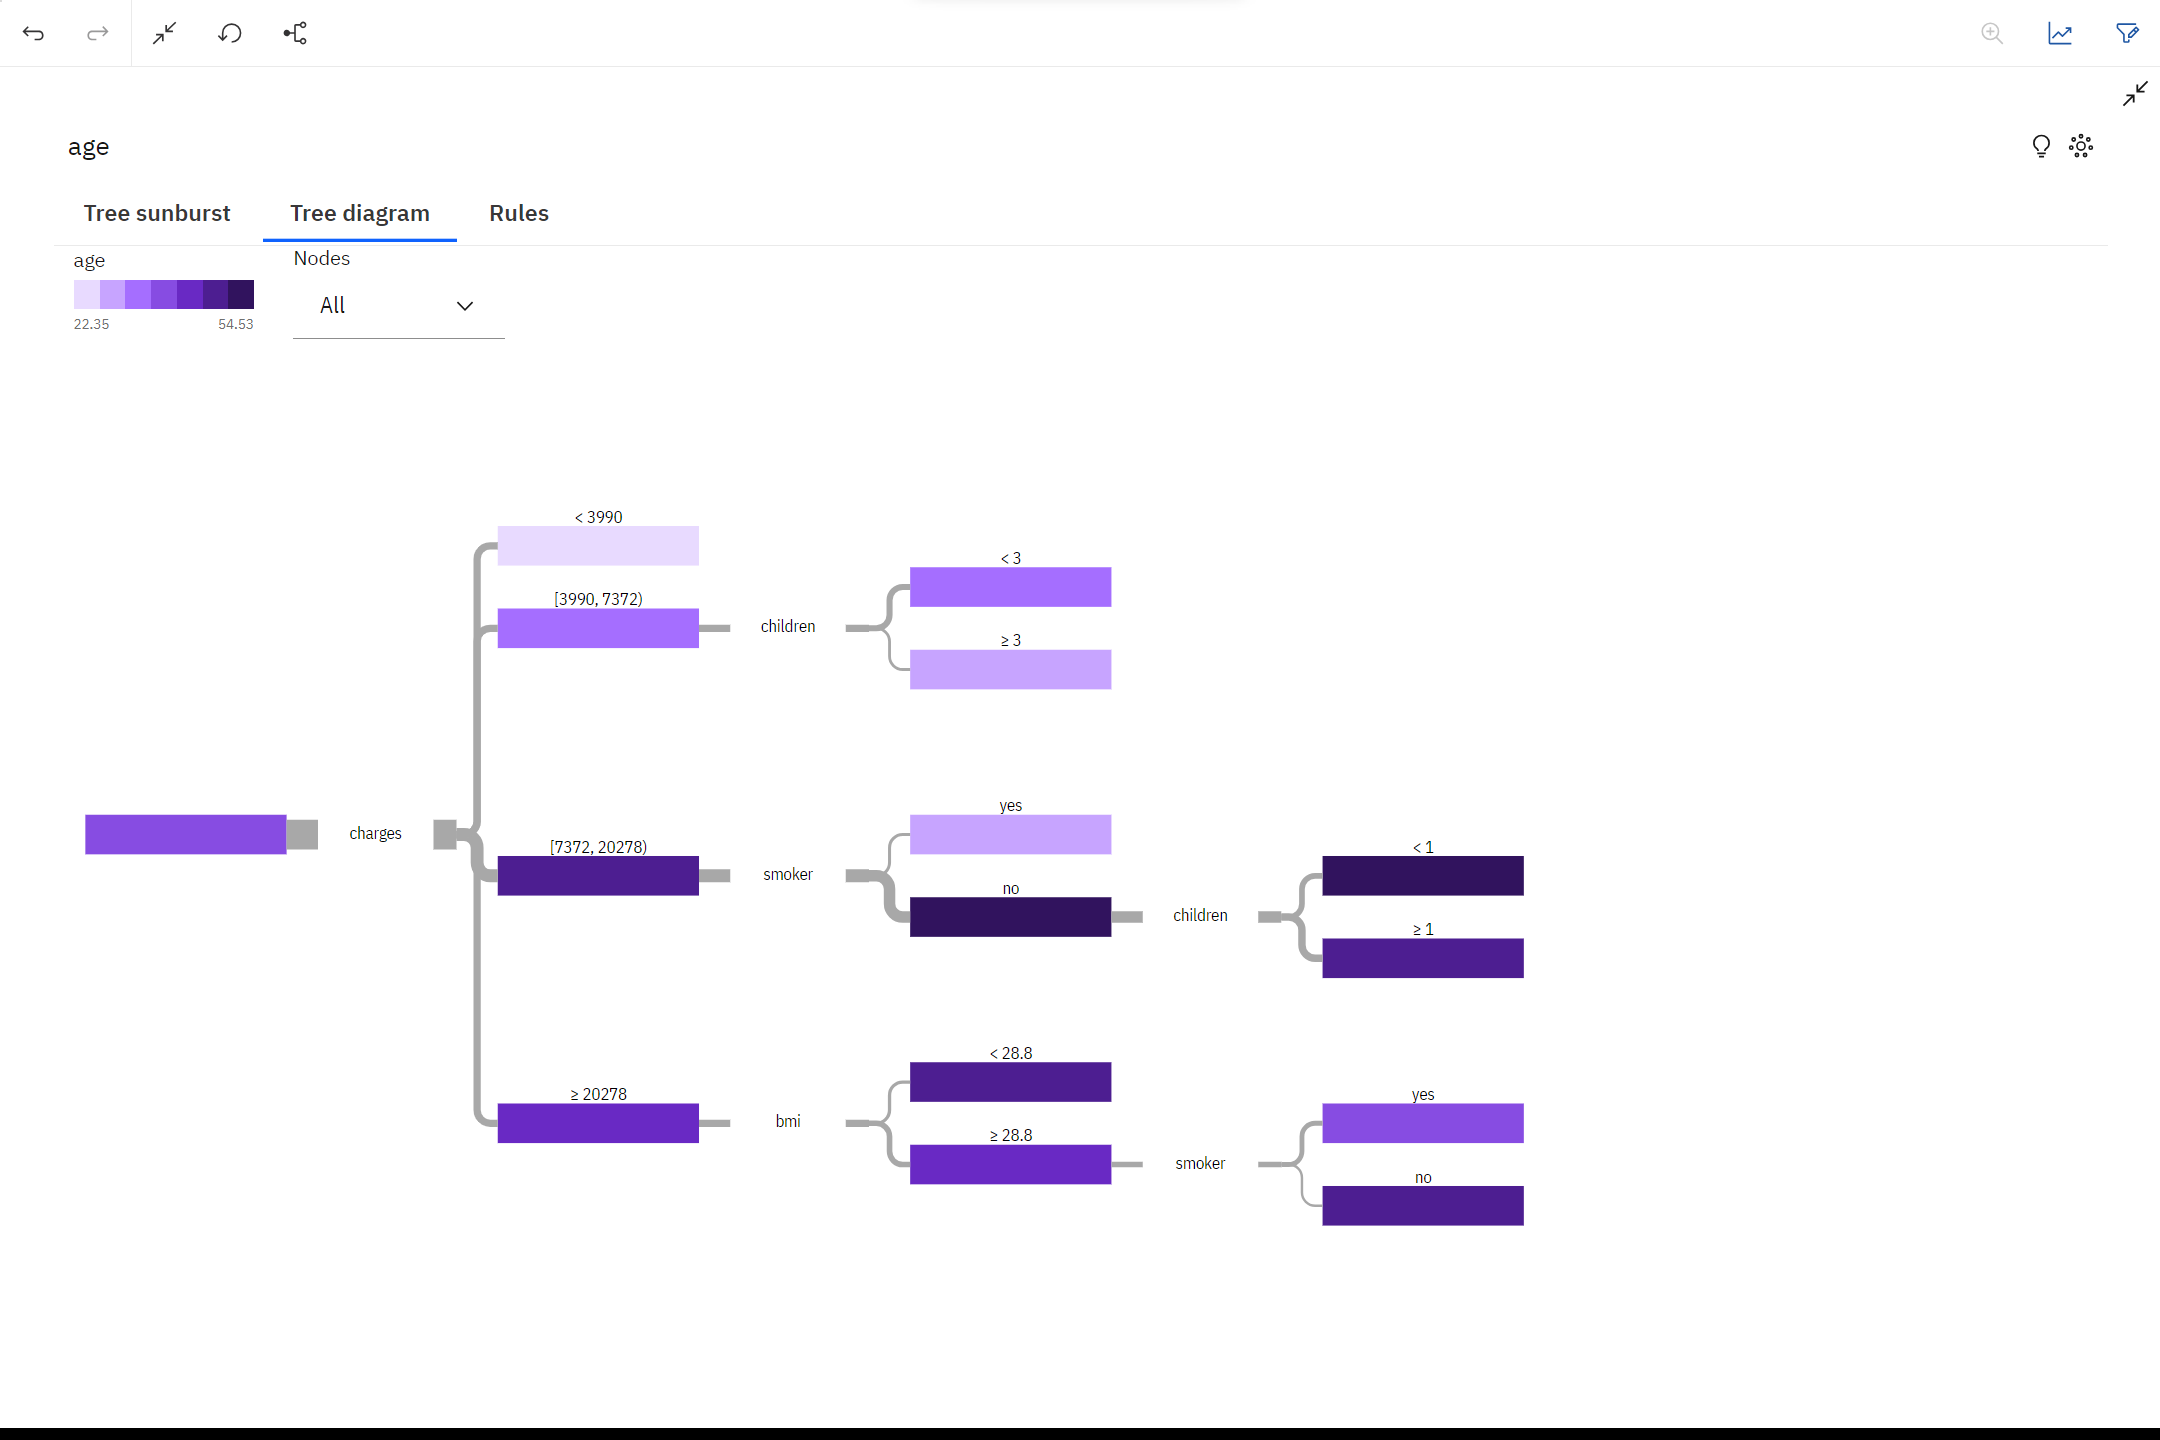 age
Tree sunburst Tree diagram Rules
age
22.35 54.53
Nodes
All
charges
< 3990
[3990, 7372)
children
< 3
≥ 3
[7372, 20278)
smoker
yes
no
children
< 1
≥ 1
≥ 20278
bmi
< 28.8
≥ 28.8
smoker
yes
no